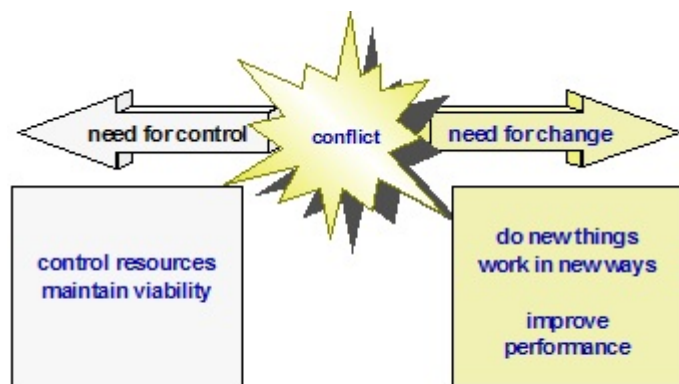 need for control
conflict
need for change
control resources
maintain viability
do new things
work in new ways
improve
performance